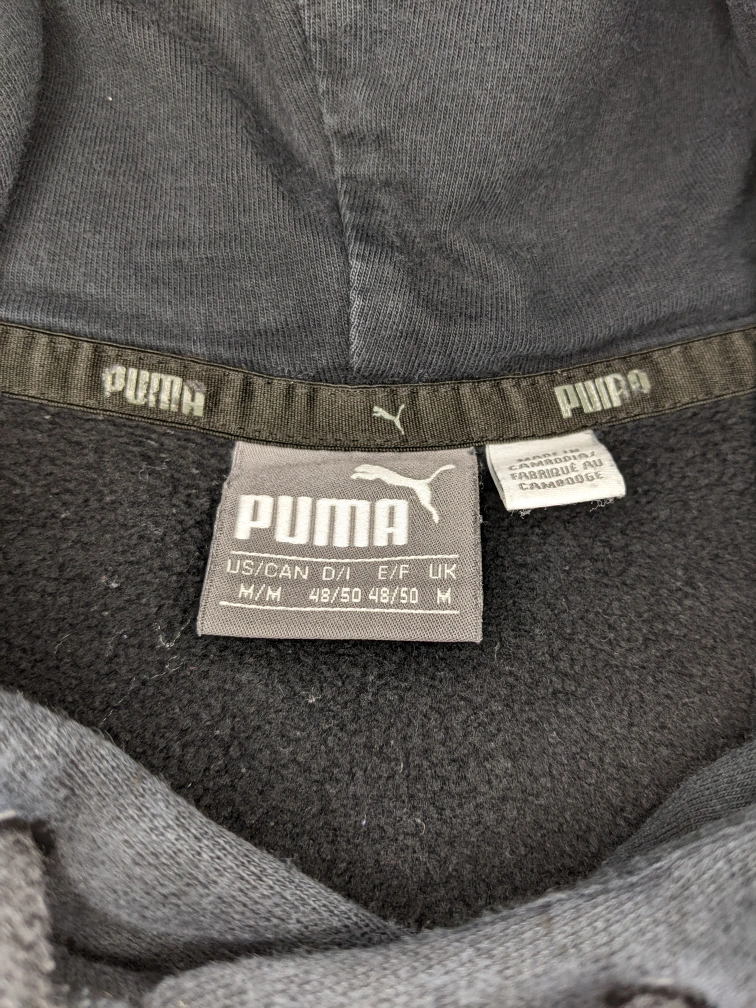 PUMA PUMA
PUMA
US/CAN D/I E/F UK
M/M 48/50 48/50 M
MADE IN
CAMBODIA/
FABRIQUÉ AU
CAMBODGE